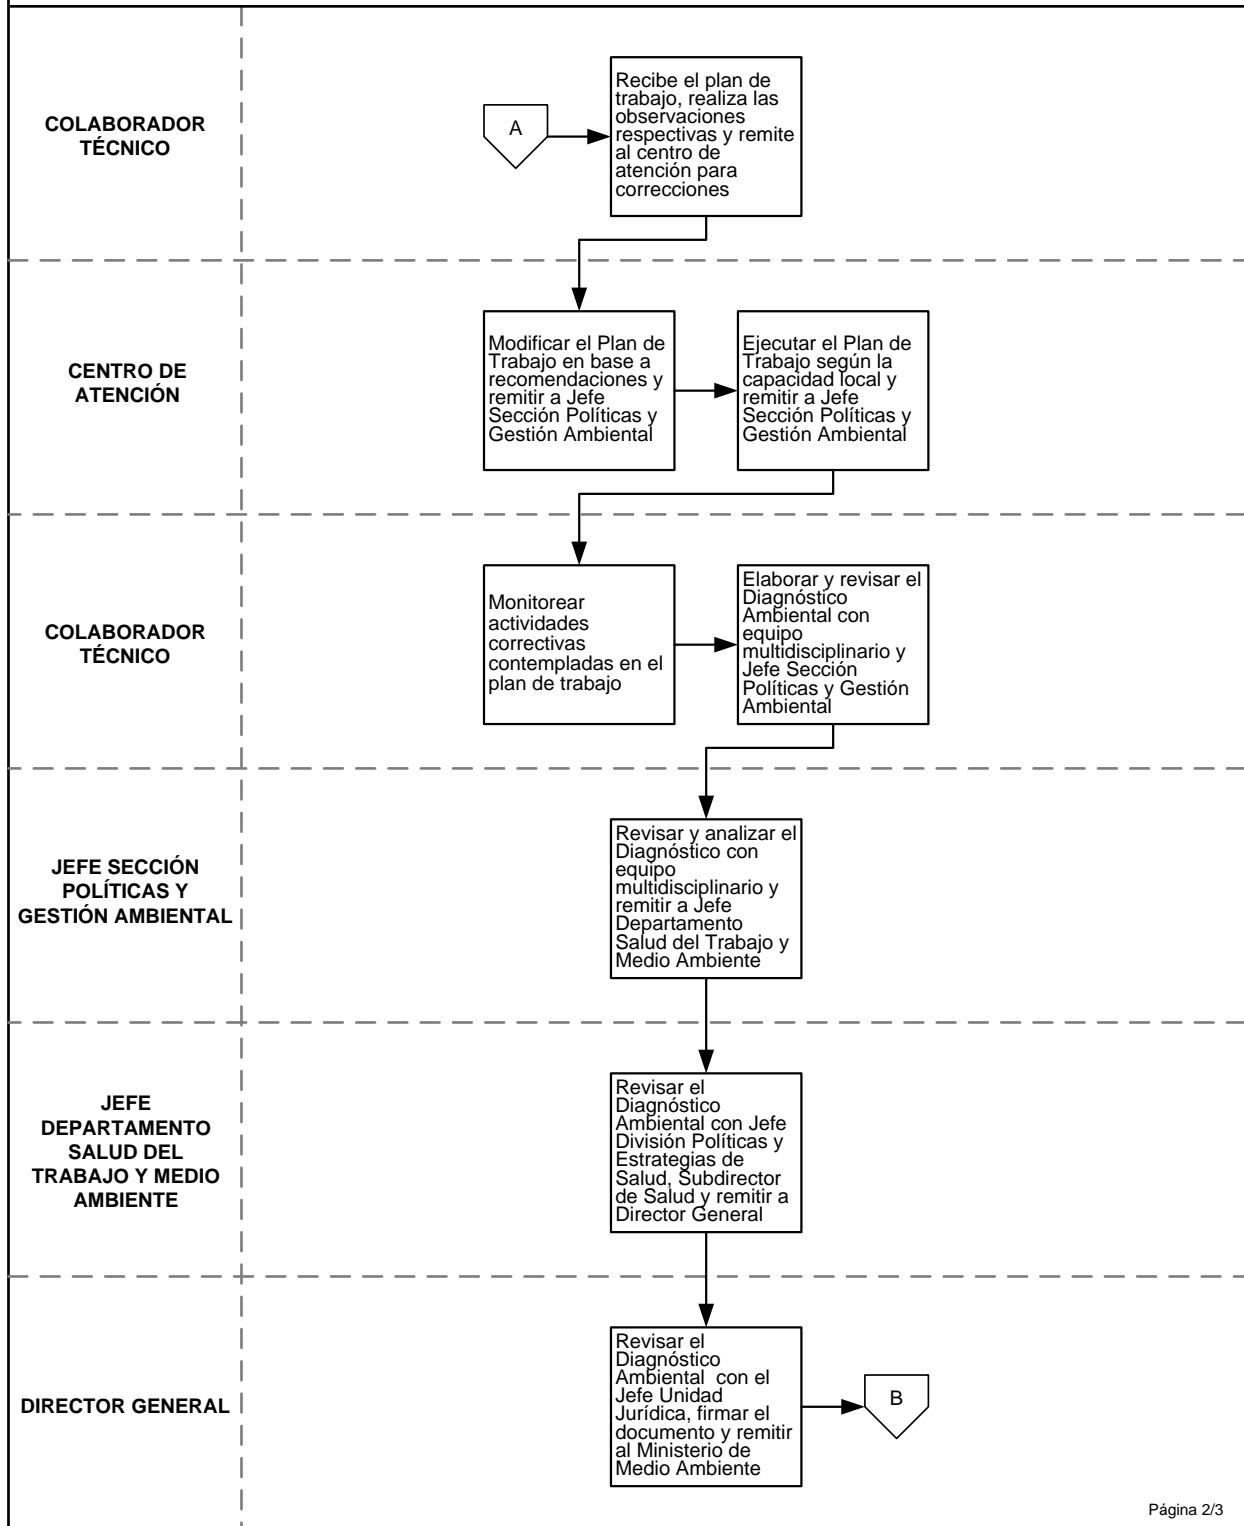 COLABORADOR
TÉCNICO
A
Recibe el plan de
trabajo, realiza las
observaciones
respectivas y remite
al centro de
atención para
correcciones
CENTRO DE
ATENCIÓN
Modificar el Plan de
Trabajo en base a
recomendaciones y
remitir a Jefe
Sección Políticas y
Gestión Ambiental
Ejecutar el Plan de
Trabajo según la
capacidad local y
remitir a Jefe
Sección Políticas y
Gestión Ambiental
COLABORADOR
TÉCNICO
Monitorear
actividades
correctivas
contempladas en el
plan de trabajo
Elaborar y revisar el
Diagnóstico
Ambiental con
equipo
multidisciplinario y
Jefe Sección
Políticas y Gestión
Ambiental
JEFE SECCIÓN
POLÍTICAS Y
GESTIÓN AMBIENTAL
Revisar y analizar el
Diagnóstico con
equipo
multidisciplinario y
remitir a Jefe
Departamento
Salud del Trabajo y
Medio Ambiente
JEFE
DEPARTAMENTO
SALUD DEL
TRABAJO Y MEDIO
AMBIENTE
Revisar el
Diagnóstico
Ambiental con Jefe
División Políticas y
Estrategias de
Salud, Subdirector
de Salud y remitir a
Director General
DIRECTOR GENERAL
Revisar el
Diagnóstico
Ambiental  con el
Jefe Unidad
Jurídica, firmar el
documento y remitir
al Ministerio de
Medio Ambiente
B
Página 2/3